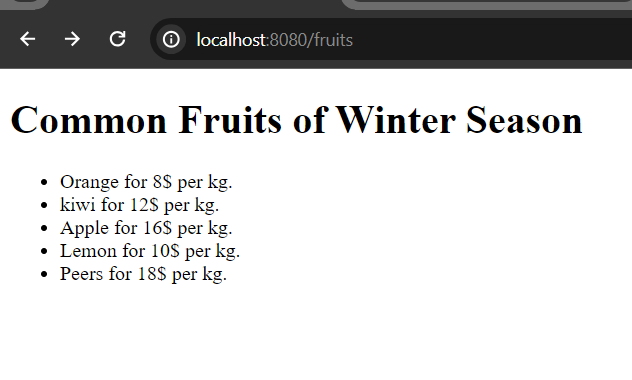 localhost:8080/fruits
Common Fruits of Winter Season
Orange for 8$ per kg.
kiwi for 12$ per kg.
Apple for 16$ per kg.
Lemon for 10$ per kg.
Peers for 18$ per kg.